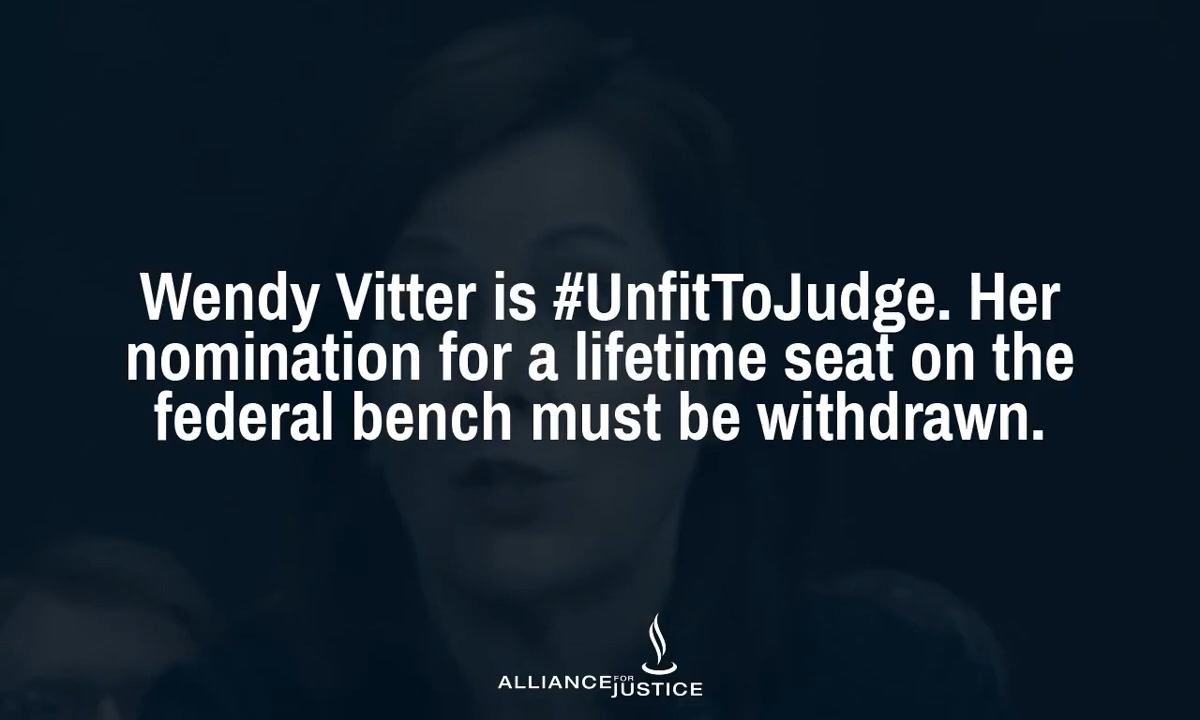 Wendy Vitter is #UnfitToJudge. Her
nomination for a lifetime seat on the
federal bench must be withdrawn.
ALLIANCE FOR JUSTICE